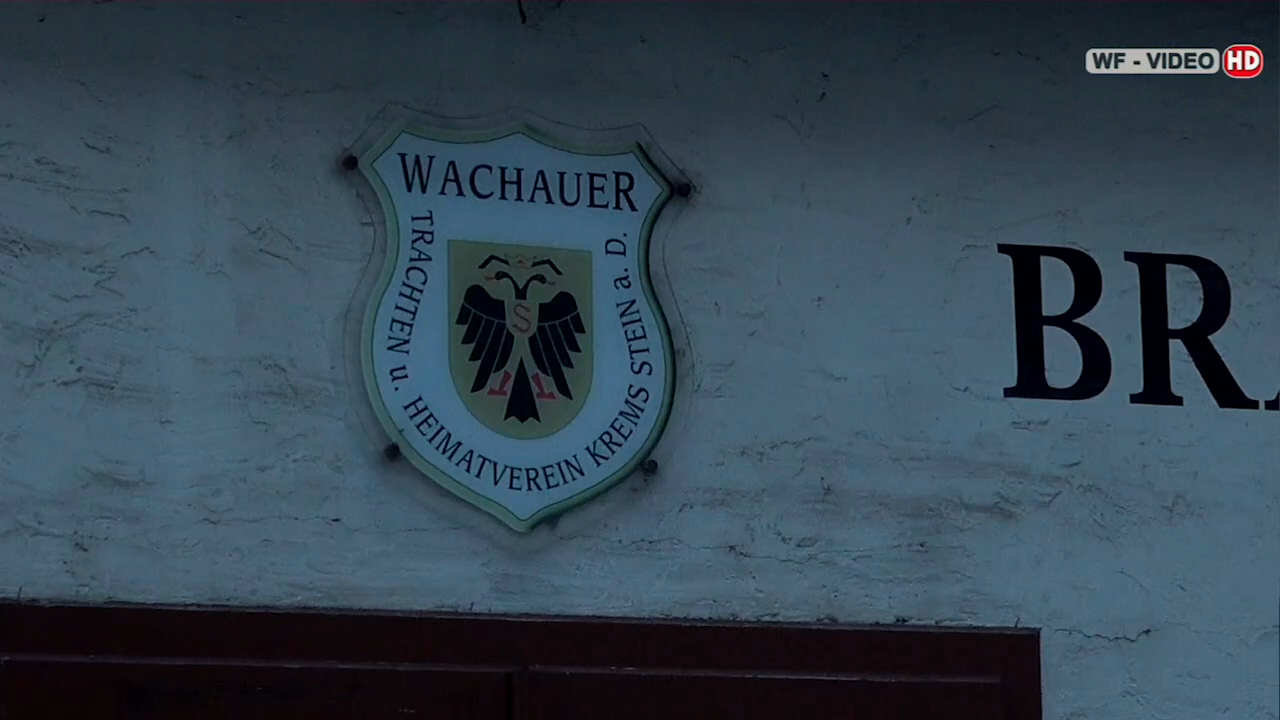 WF - VIDEO HD
WACHAUER
TRACHTEN u. HEIMATVEREIN KREMS STEIN a. D.
S
BR